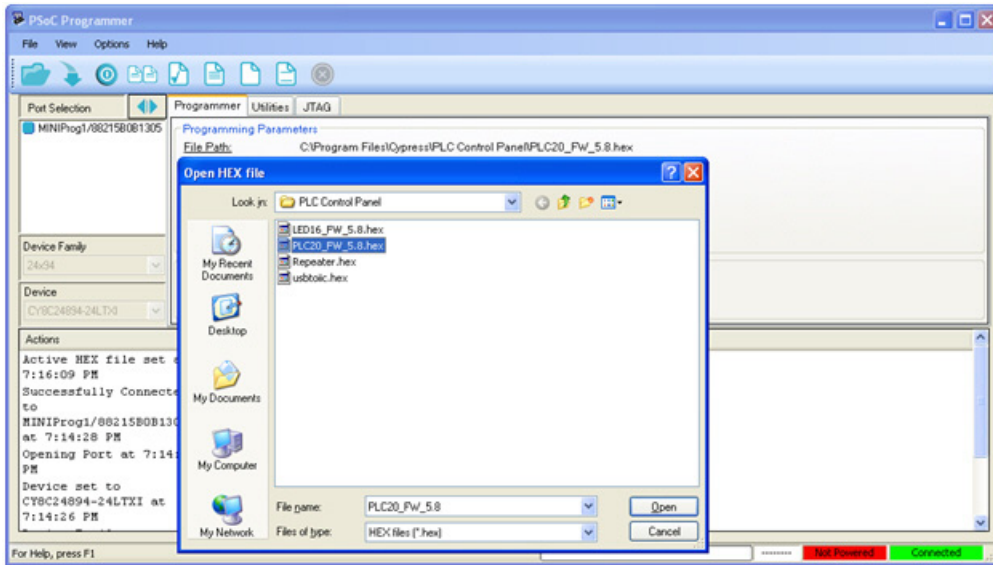 PSoC Programmer
File View Options Help
Port Selection
Programmer Utilities JTAG
MINIProg1/88215B0B1305
Programming Parameters
File Path: C:\Program Files\Cypress\PLC Control Panel\PLC20_FW_5.8.hex
Open HEX file
Look in: PLC Control Panel
LED16_FW_5.8.hex
PLC20_FW_5.8.hex
Repeater.hex
usbtoiic.hex
My Recent Documents
Desktop
My Documents
My Computer
My Network
File name: PLC20_FW_5.8
Open
Files of type: HEX files (*.hex)
Cancel
Device Family
24x94
Device
CY8C24894-24LTXI
Actions
Active HEX file set
7:16:09 PM
Successfully Connecte
to
MINIProg1/88215B0B130
at 7:14:28 PM
Opening Port at 7:14:
PM
Device set to
CY8C24894-24LTXI at
7:14:26 PM
For Help, press F1
Not Powered
Connected